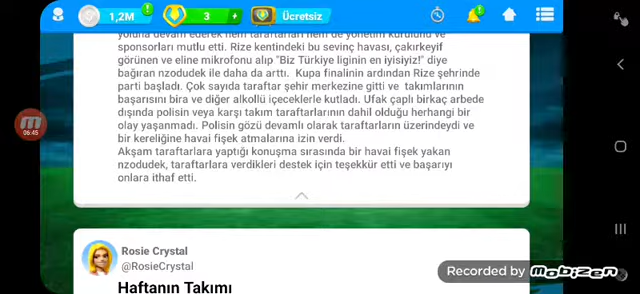 1,2M
3
+
Ücretsiz
yoluna devam ederek hem taraftarları hem de yönetim kurulunu ve
sponsorları mutlu etti. Rize kentindeki bu sevinç havası, çakırkeyif
görünen ve eline mikrofonu alıp "Biz Türkiye liginin en iyisiyiz!" diye
bağıran nzodudek ile daha da arttı. Kupa finalinin ardından Rize şehrinde
parti başladı. Çok sayıda taraftar şehir merkezine gitti ve takımlarının
başarısını bira ve diğer alkollü içeceklerle kutladı. Ufak çaplı birkaç arbede
dışında polisin veya karşı takım taraftarlarının dahil olduğu herhangi bir
olay yaşanmadı. Polisin gözü devamlı olarak taraftarların üzerindeydi ve
bir kereliğine havai fişek atmalarına izin verdi.
Akşam taraftarlara yaptığı konuşma sırasında bir havai fişek yakan
nzodudek, taraftarlara verdikleri destek için teşekkür etti ve başarıyı
onlara ithaf etti.
06:45
Rosie Crystal
@RosieCrystal
Haftanın Takımı
Recorded by Mobizen